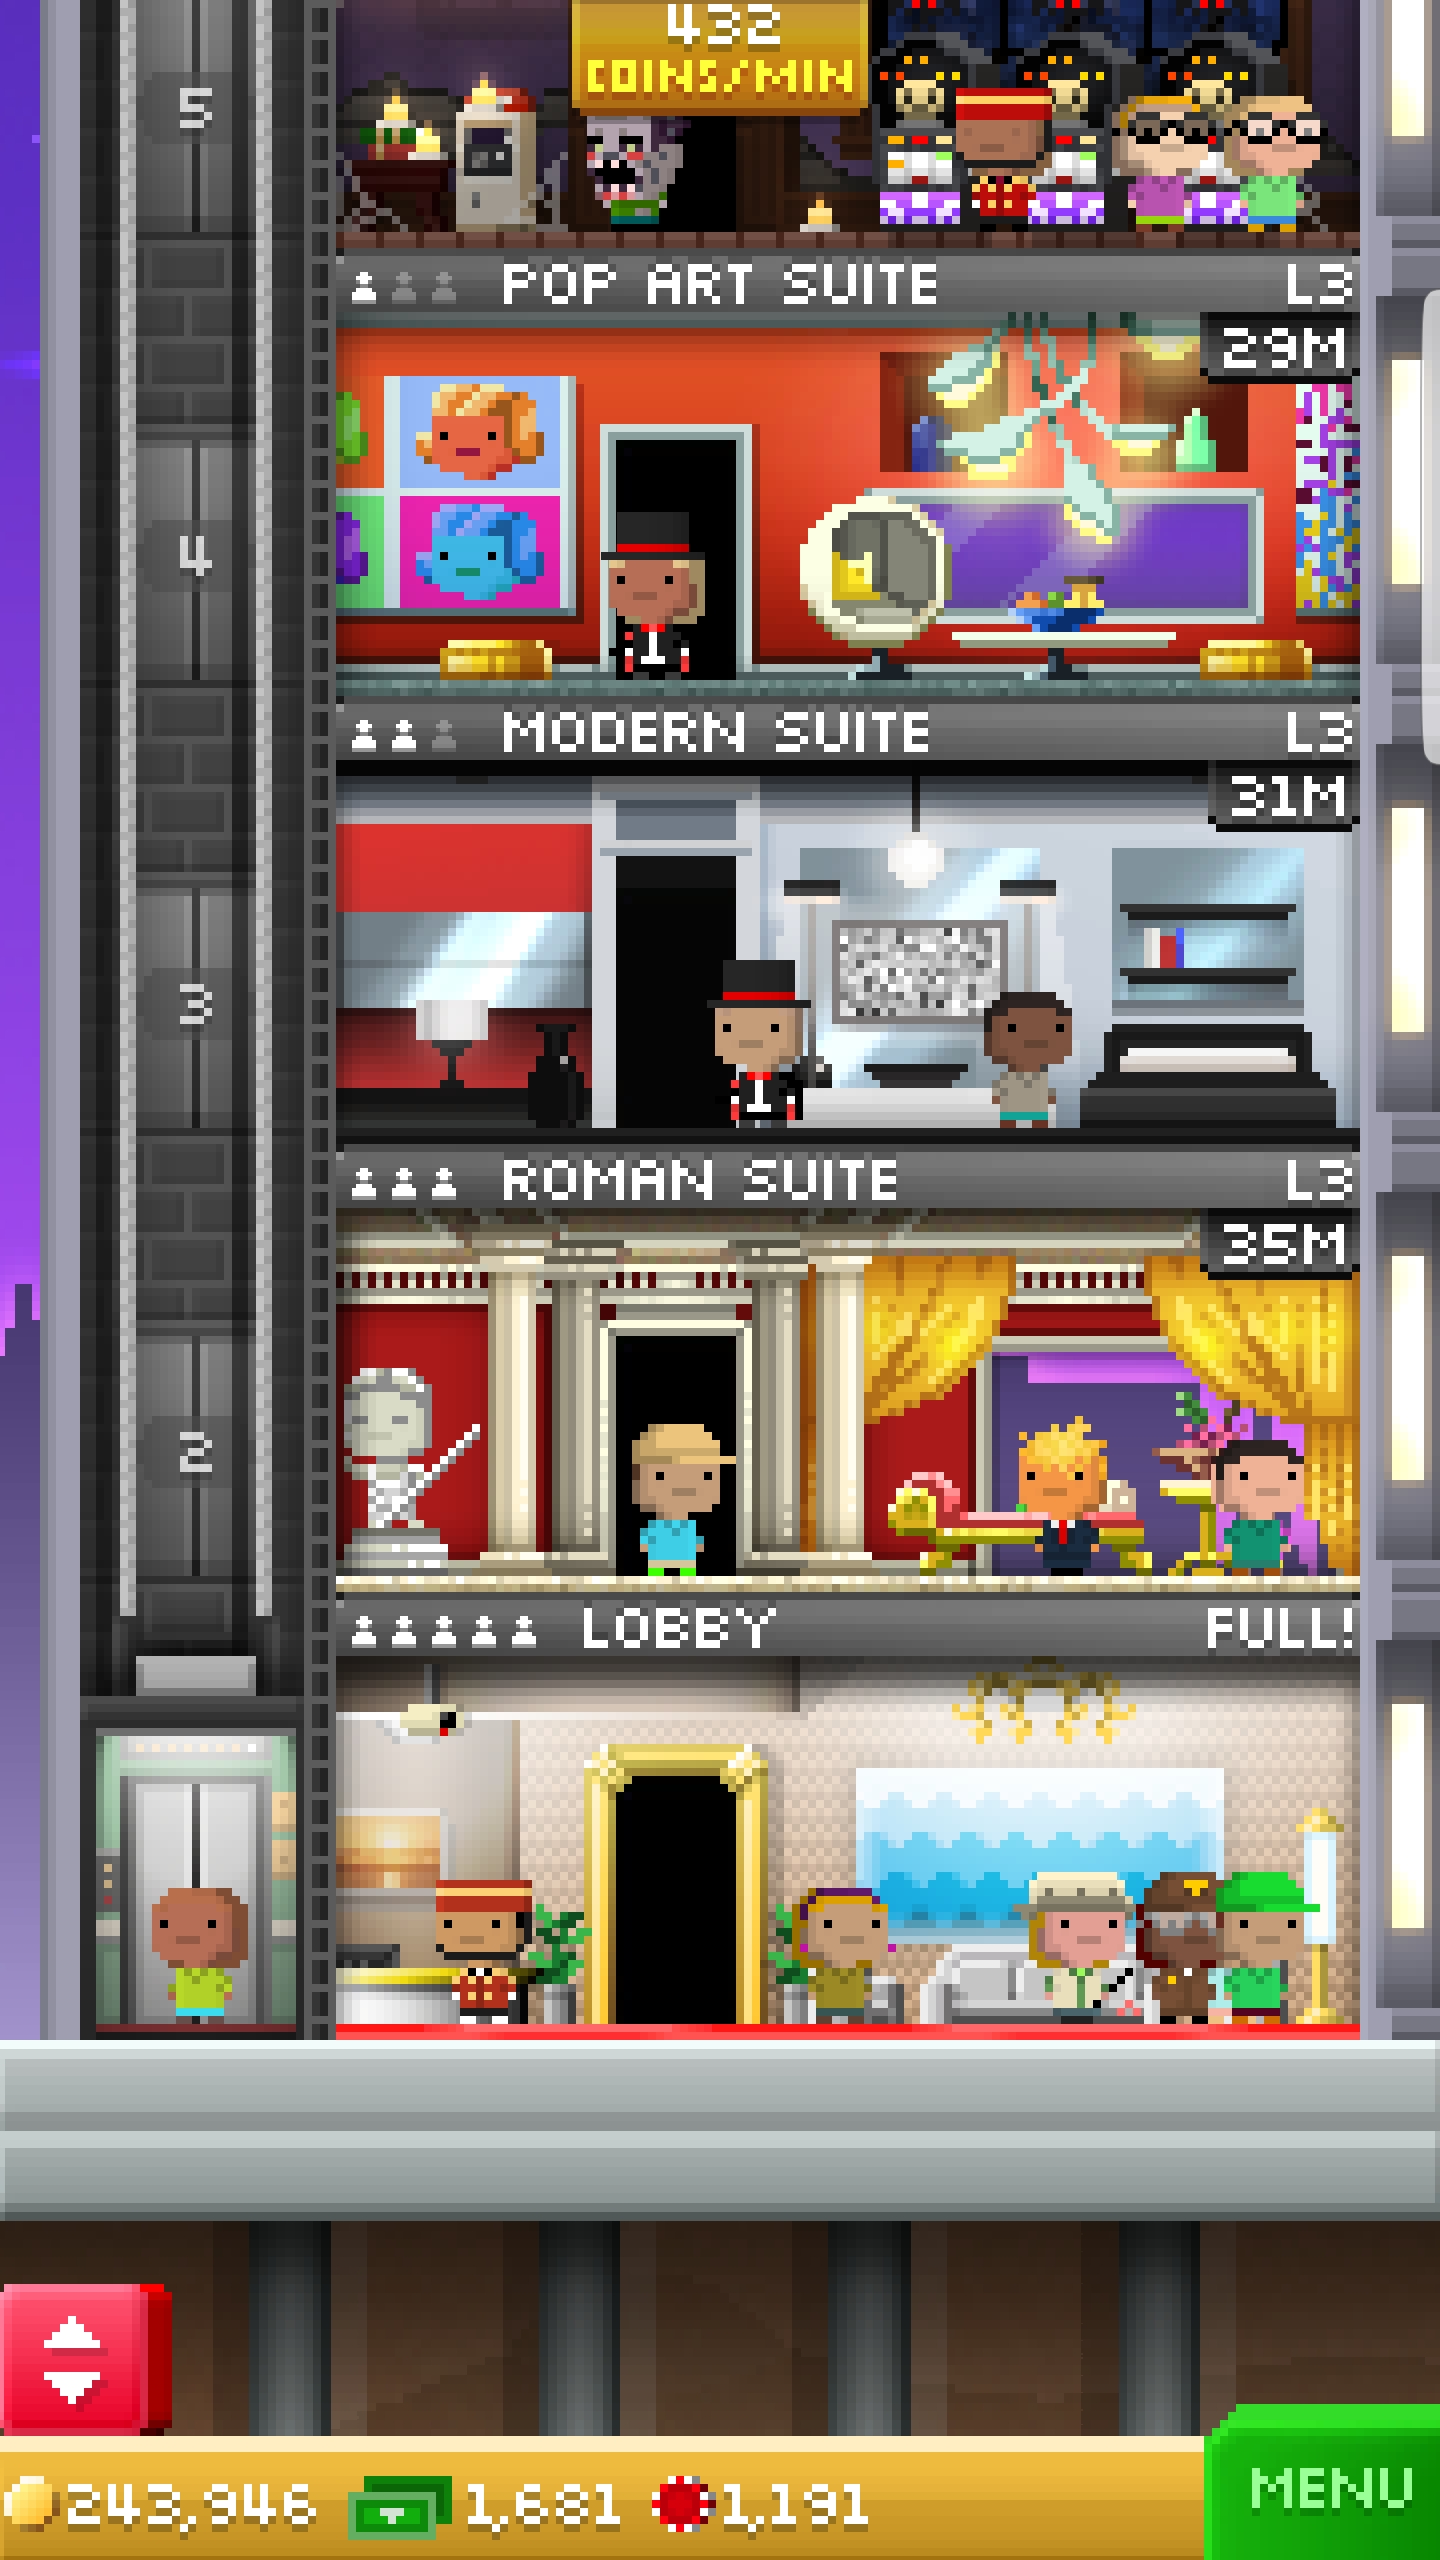 432
COINS/MIN
5
POP ART SUITE L3
29M
4
MODERN SUITE L3
31M
3
ROMAN SUITE L3
35M
2
LOBBY FULL!
243,946 1,681 1,191 MENU